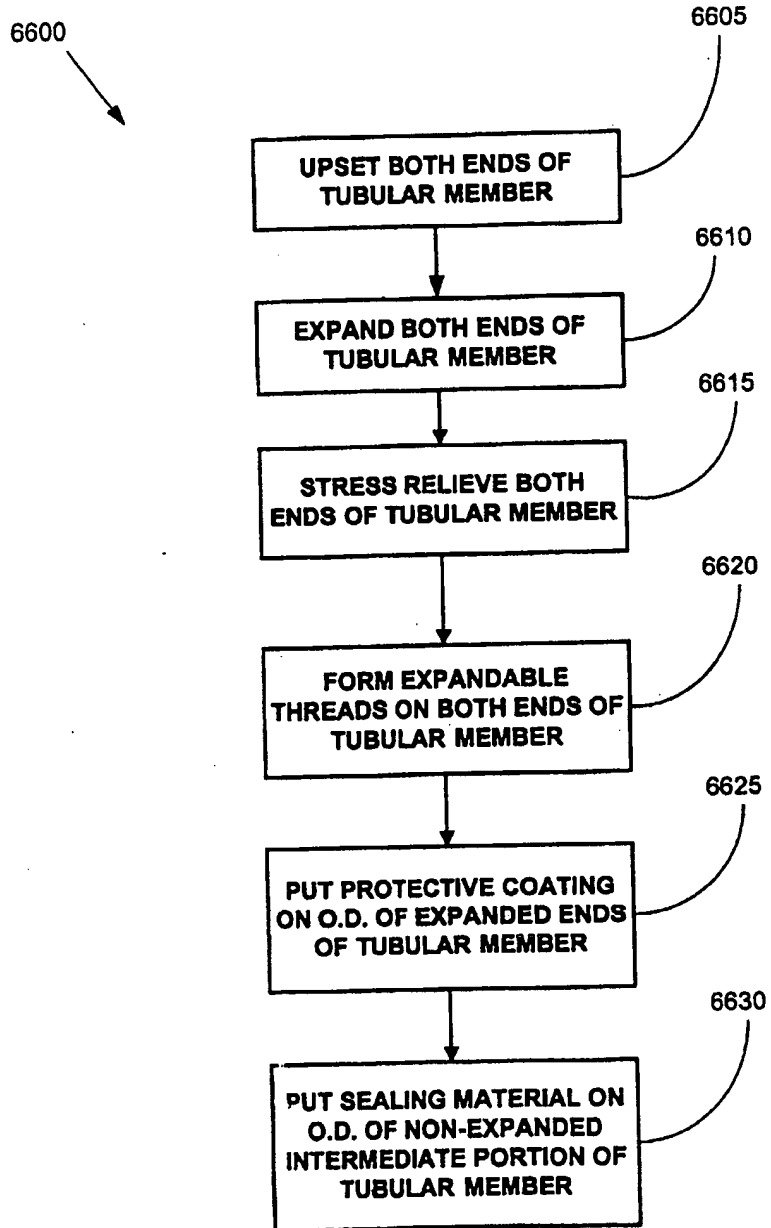 6600
6605
UPSET BOTH ENDS OF
TUBULAR MEMBER
6610
EXPAND BOTH ENDS OF
TUBULAR MEMBER
6615
STRESS RELIEVE BOTH
ENDS OF TUBULAR MEMBER
6620
FORM EXPANDABLE
THREADS ON BOTH ENDS OF
TUBULAR MEMBER
6625
PUT PROTECTIVE COATING
ON O.D. OF EXPANDED ENDS
OF TUBULAR MEMBER
6630
PUT SEALING MATERIAL ON
O.D. OF NON-EXPANDED
INTERMEDIATE PORTION OF
TUBULAR MEMBER